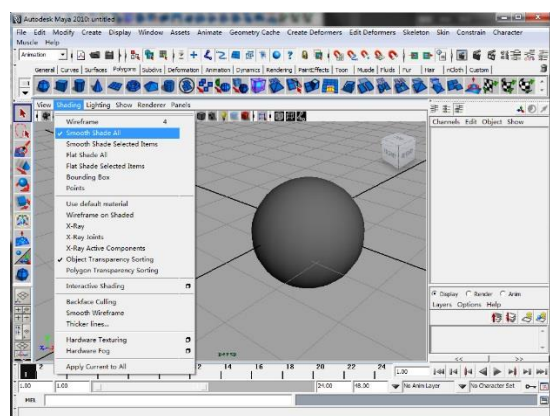 Autodesk Maya 2010: untitled
File Edit Modify Create Display Window Assets Animate Geometry Cache Create Deformers Edit Deformers Skeleton Skin Constrain Character
Muscle Help
Animation
General Curves Surfaces Polygons Subdivs Deformation Animation Dynamics Rendering PaintEffects Toon Muscle Fluids Fur Hair nCloth Custom
View Shading Lighting Show Renderer Panels
Wireframe 4
Smooth Shade All
Smooth Shade Selected Items
Flat Shade All
Flat Shade Selected Items
Bounding Box
Points
Use default material
Wireframe on Shaded
X-Ray
X-Ray Joints
X-Ray Active Components
Object Transparency Sorting
Polygon Transparency Sorting
Interactive Shading
Backface Culling
Smooth Wireframe
Thicker lines...
Hardware Texturing
Hardware Fog
Apply Current to All
persp
Channels Edit Object Show
Display Render Anim
Layers Options Help
2 12 14 16 18 20 22 24 1.00
1.00 1.00 24.00 48.00 No Anim Layer No Character Set
MEL